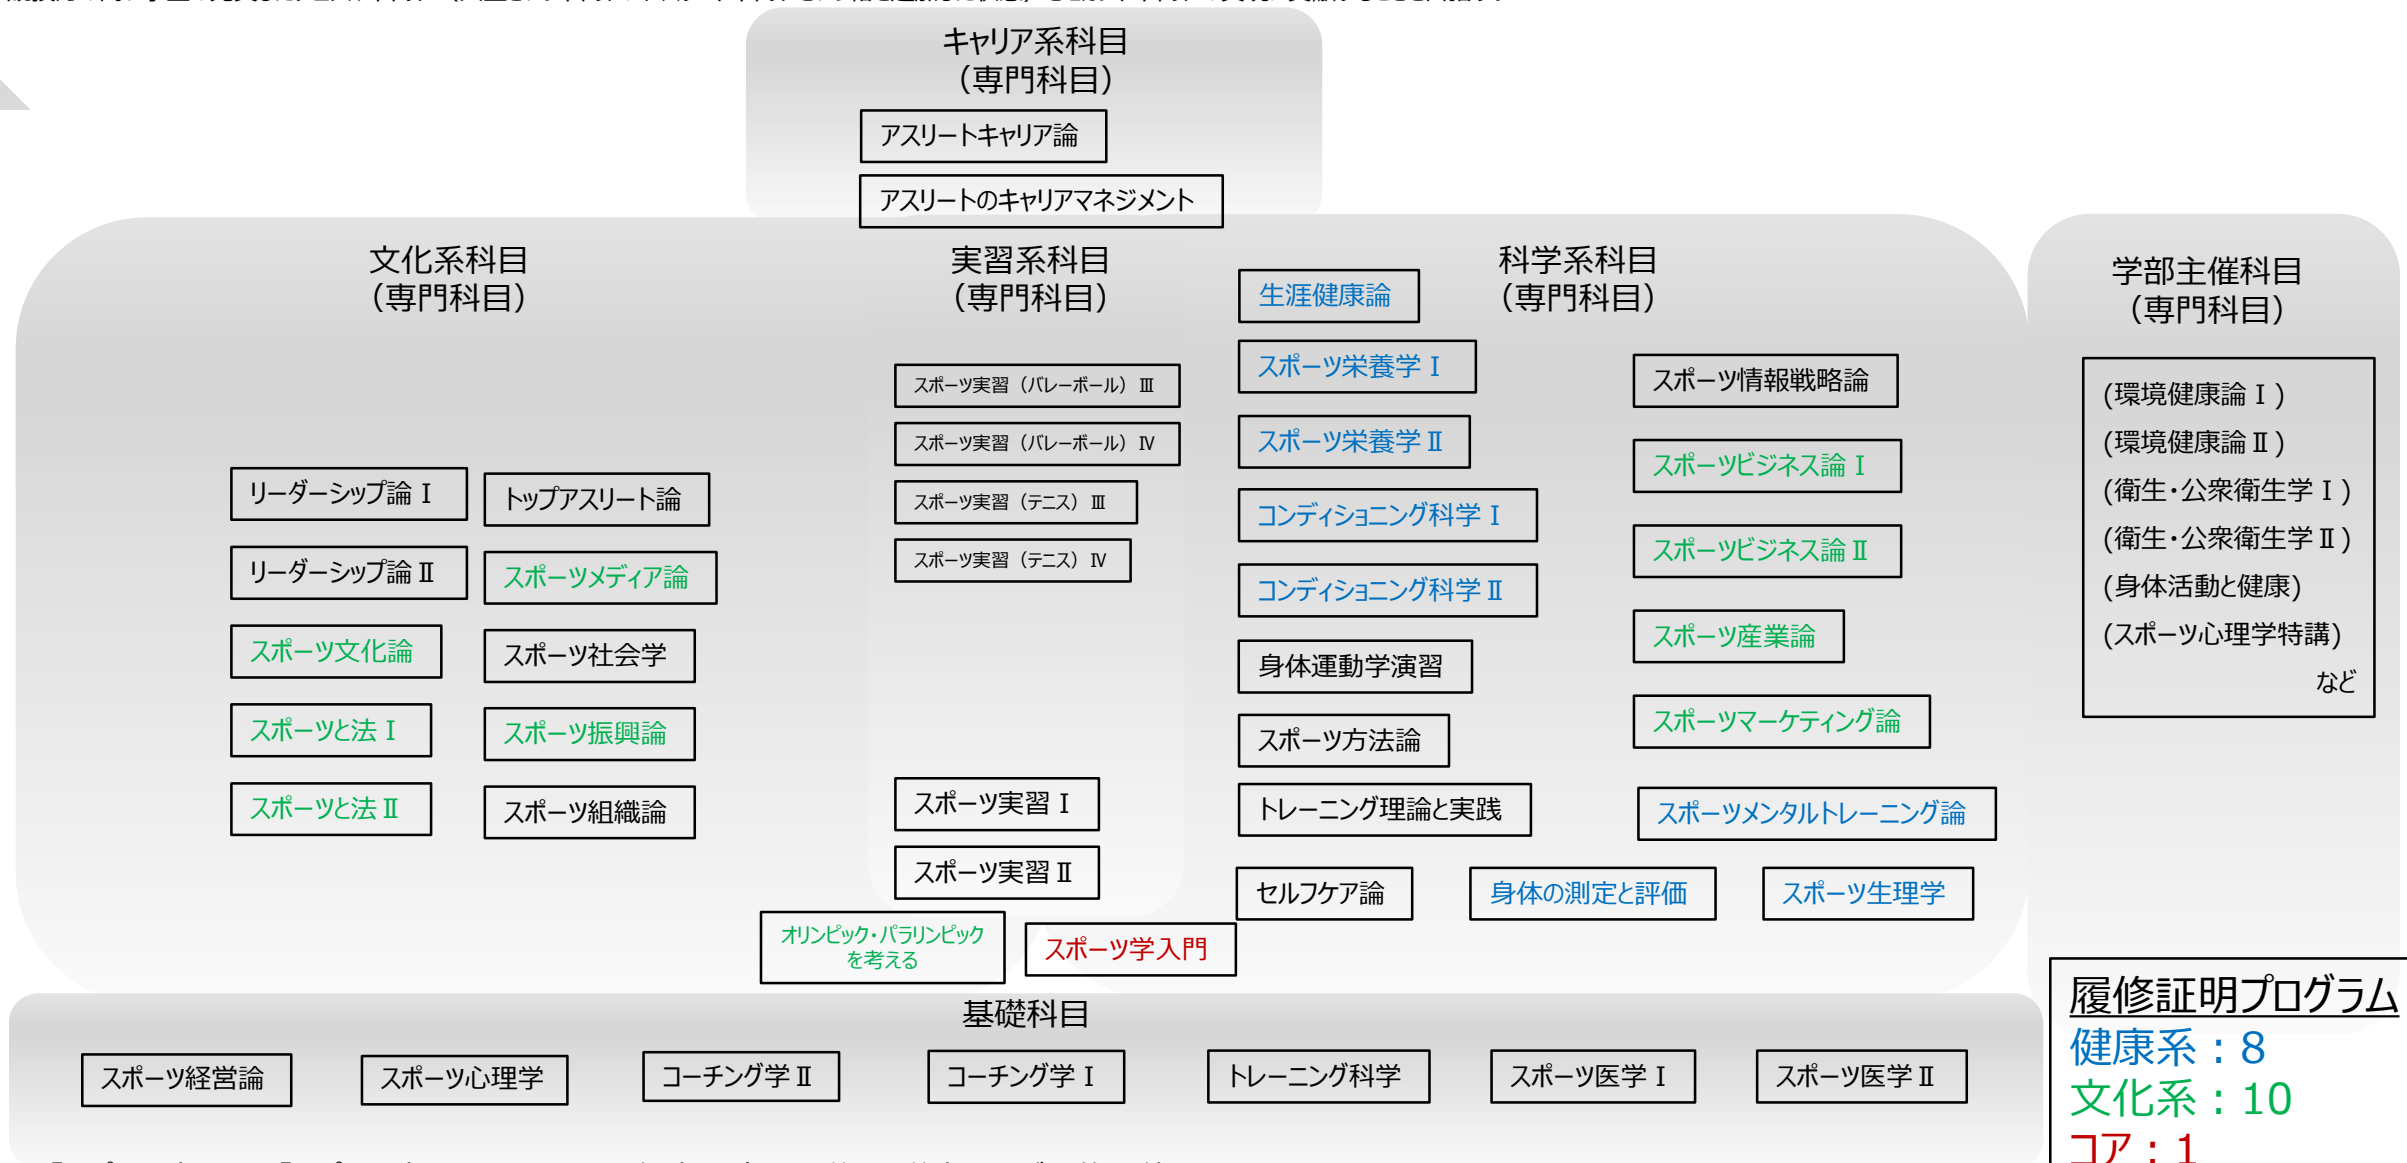 キャリア系科目
（専門科目）
アスリートキャリア論
アスリートのキャリアマネジメント
文化系科目
（専門科目）
リーダーシップ論Ⅰ
トップアスリート論
リーダーシップ論Ⅱ
スポーツメディア論
スポーツ文化論
スポーツ社会学
スポーツと法Ⅰ
スポーツ振興論
スポーツと法Ⅱ
スポーツ組織論
実習系科目
（専門科目）
スポーツ実習（バレーボール）Ⅲ
スポーツ実習（バレーボール）Ⅳ
スポーツ実習（テニス）Ⅲ
スポーツ実習（テニス）Ⅳ
スポーツ実習Ⅰ
スポーツ実習Ⅱ
科学系科目
（専門科目）
生涯健康論
スポーツ栄養学Ⅰ
スポーツ栄養学Ⅱ
コンディショニング科学Ⅰ
コンディショニング科学Ⅱ
身体運動学演習
スポーツ方法論
トレーニング理論と実践
スポーツ情報戦略論
スポーツビジネス論Ⅰ
スポーツビジネス論Ⅱ
スポーツ産業論
スポーツマーケティング論
スポーツメンタルトレーニング論
セルフケア論
身体の測定と評価
スポーツ生理学
オリンピック・パラリンピック
を考える
スポーツ学入門
学部主催科目
（専門科目）
(環境健康論Ⅰ)
(環境健康論Ⅱ)
(衛生・公衆衛生学Ⅰ)
(衛生・公衆衛生学Ⅱ)
(身体活動と健康)
(スポーツ心理学特講)
など
基礎科目
スポーツ経営論
スポーツ心理学
コーチング学Ⅱ
コーチング学Ⅰ
トレーニング科学
スポーツ医学Ⅰ
スポーツ医学Ⅱ
履修証明プログラム
健康系：8
文化系：10
コア：1